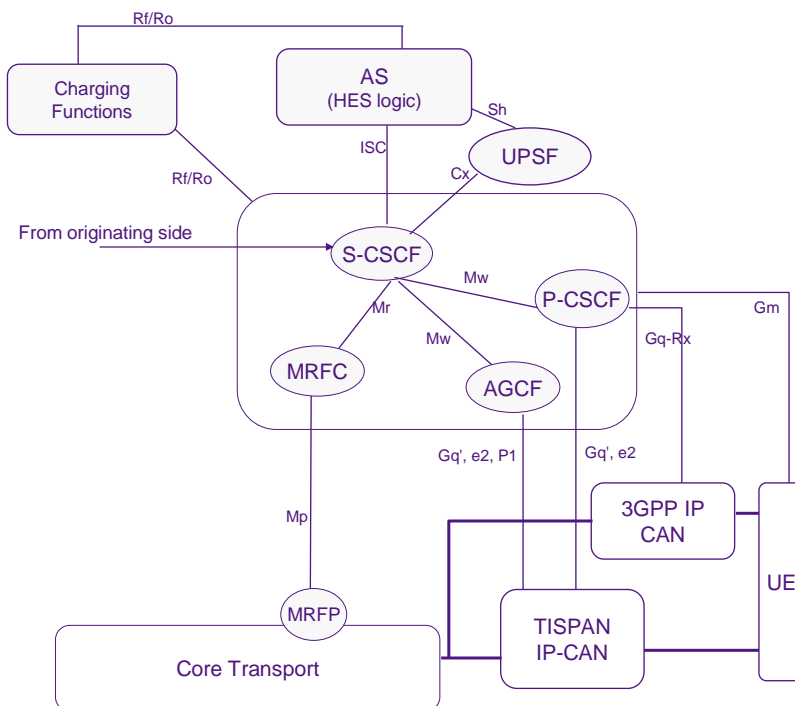 Rf/Ro
AS
(HES logic)
Charging
Functions
Sh
ISC
UPSF
Rf/Ro
Cx
From originating side
S-CSCF
Mw
P-CSCF
Mr
Gm
Mw
Gq-Rx
MRFC
AGCF
Gq', e2, P1
Gq', e2
3GPP IP
CAN
Mp
UE
MRFP
TISPAN
IP-CAN
Core Transport